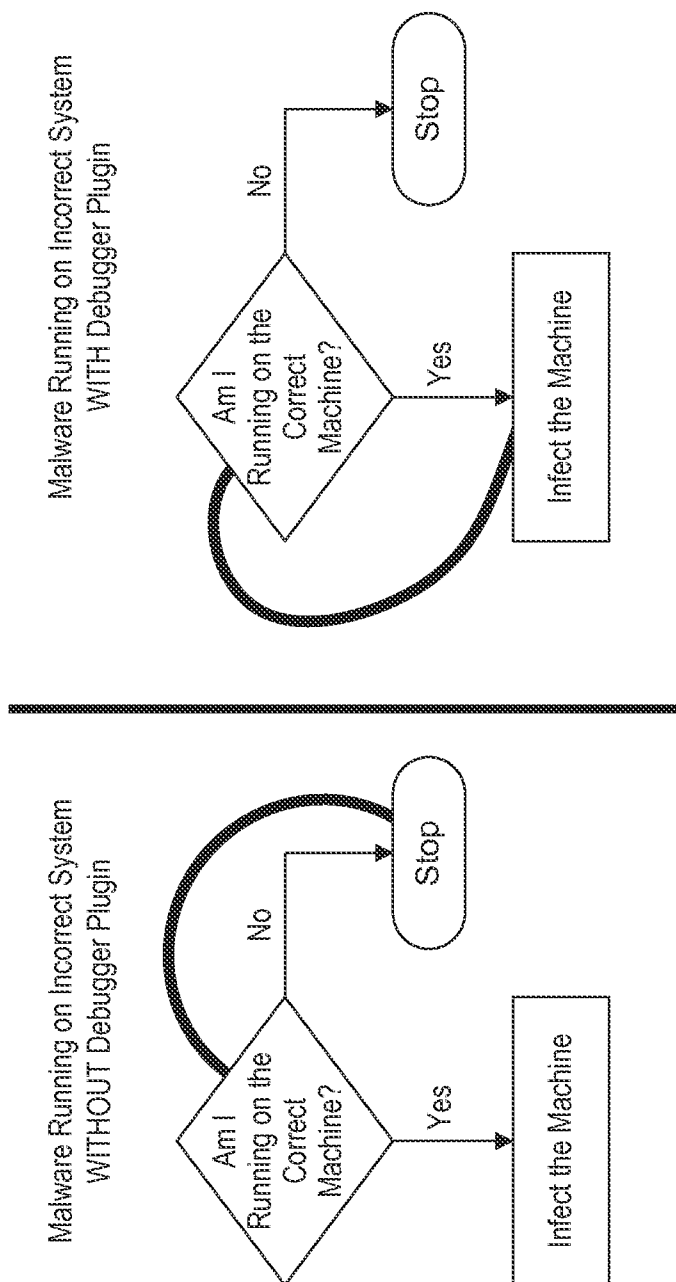 Malware Running on Incorrect System
WITHOUT Debugger Plugin
Am I
Running on the
Correct
Machine?
No
Stop
Yes
Infect the Machine
Malware Running on Incorrect System
WITH Debugger Plugin
Am I
Running on the
Correct
Machine?
No
Stop
Yes
Infect the Machine